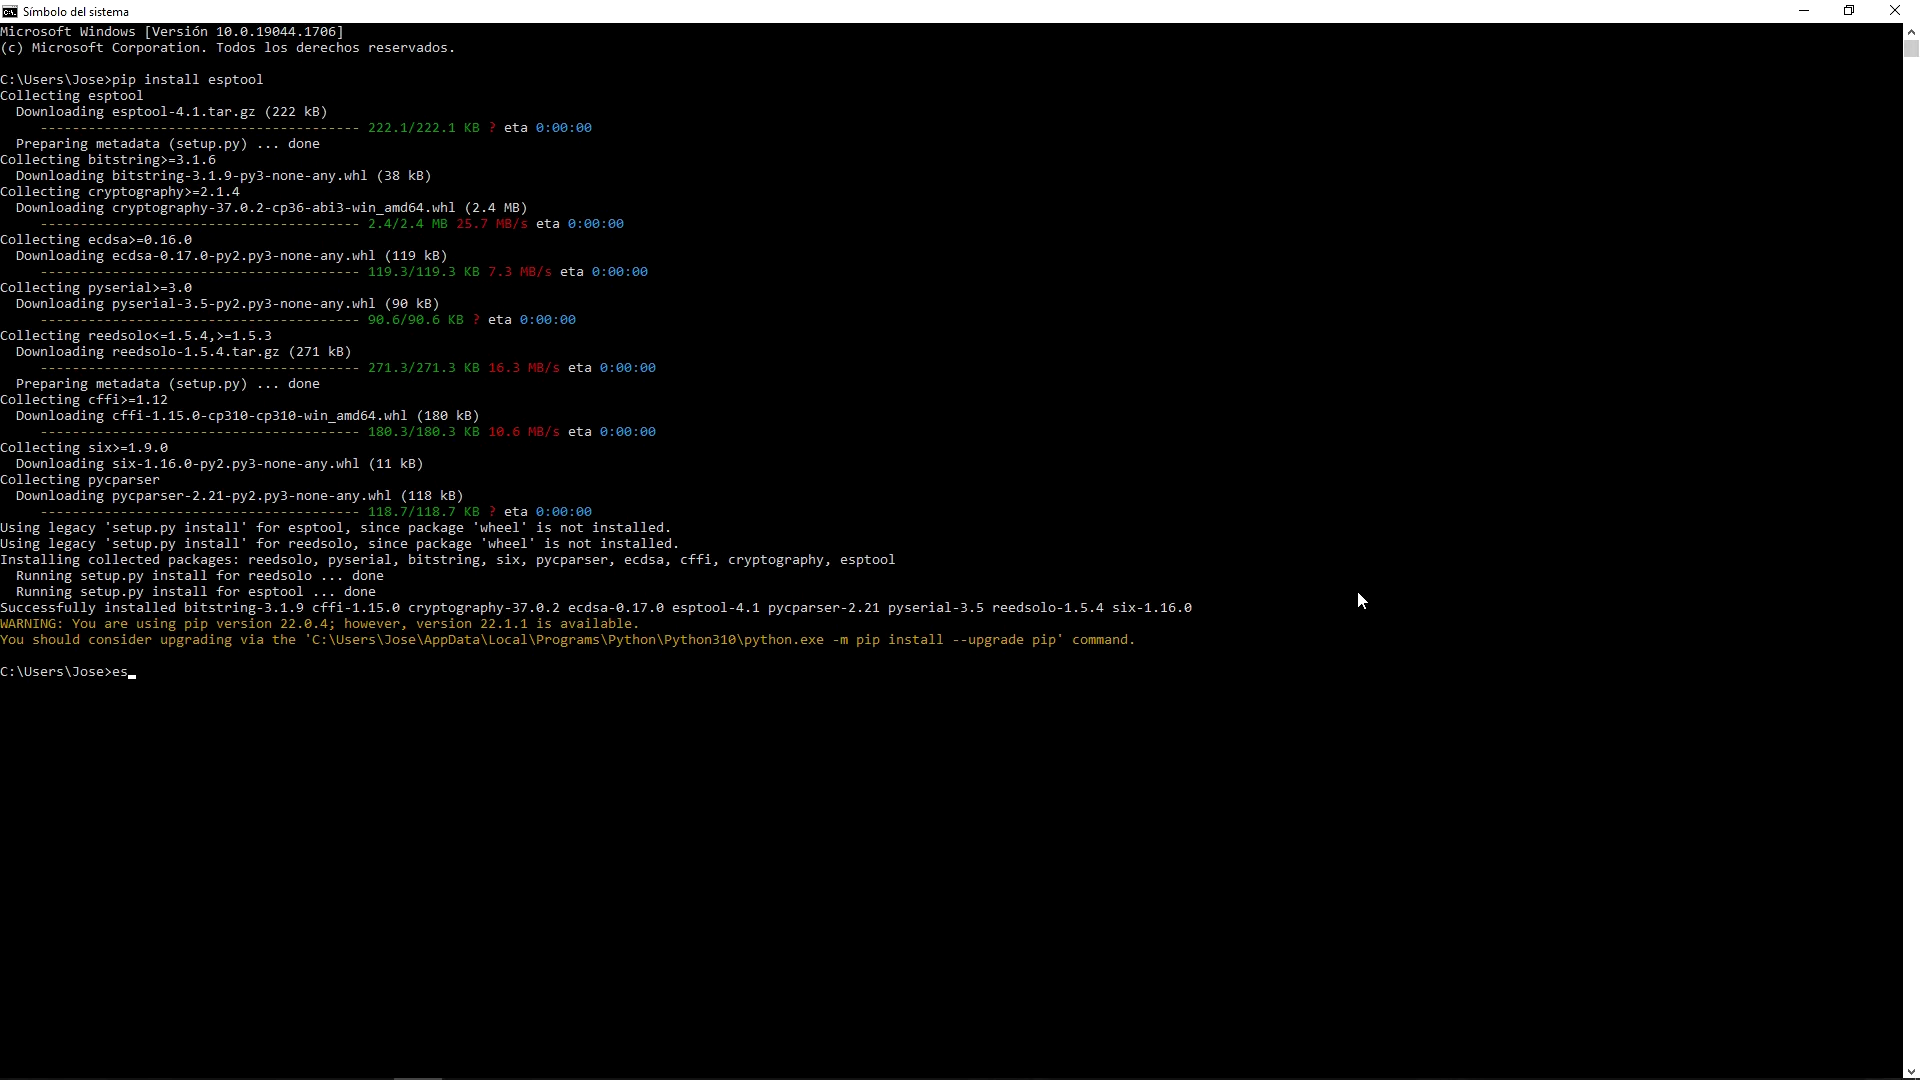 Símbolo del sistema
Microsoft Windows [Versión 10.0.19044.1706]
(c) Microsoft Corporation. Todos los derechos reservados.
C:\Users\Jose>pip install esptool
Collecting esptool
Downloading esptool-4.1.tar.gz (222 kB)
---------------------------------------- 222.1/222.1 KB ? eta 0:00:00
Preparing metadata (setup.py) ... done
Collecting bitstring>=3.1.6
Downloading bitstring-3.1.9-py3-none-any.whl (38 kB)
Collecting cryptography>=2.1.4
Downloading cryptography-37.0.2-cp36-abi3-win_amd64.whl (2.4 MB)
---------------------------------------- 2.4/2.4 MB 25.7 MB/s eta 0:00:00
Collecting ecdsa>=0.16.0
Downloading ecdsa-0.17.0-py2.py3-none-any.whl (119 kB)
---------------------------------------- 119.3/119.3 KB 7.3 MB/s eta 0:00:00
Collecting pyserial>=3.0
Downloading pyserial-3.5-py2.py3-none-any.whl (90 kB)
---------------------------------------- 90.6/90.6 KB ? eta 0:00:00
Collecting reedsolo<=1.5.4,>=1.5.3
Downloading reedsolo-1.5.4.tar.gz (271 kB)
---------------------------------------- 271.3/271.3 KB 16.3 MB/s eta 0:00:00
Preparing metadata (setup.py) ... done
Collecting cffi>=1.12
Downloading cffi-1.15.0-cp310-cp310-win_amd64.whl (180 kB)
---------------------------------------- 180.3/180.3 KB 10.6 MB/s eta 0:00:00
Collecting six>=1.9.0
Downloading six-1.16.0-py2.py3-none-any.whl (11 kB)
Collecting pycparser
Downloading pycparser-2.21-py2.py3-none-any.whl (118 kB)
---------------------------------------- 118.7/118.7 KB ? eta 0:00:00
Using legacy 'setup.py install' for esptool, since package 'wheel' is not installed.
Using legacy 'setup.py install' for reedsolo, since package 'wheel' is not installed.
Installing collected packages: reedsolo, pyserial, bitstring, six, pycparser, ecdsa, cffi, cryptography, esptool
Running setup.py install for reedsolo ... done
Running setup.py install for esptool ... done
Successfully installed bitstring-3.1.9 cffi-1.15.0 cryptography-37.0.2 ecdsa-0.17.0 esptool-4.1 pycparser-2.21 pyserial-3.5 reedsolo-1.5.4 six-1.16.0
WARNING: You are using pip version 22.0.4; however, version 22.1.1 is available.
You should consider upgrading via the 'C:\Users\Jose\AppData\Local\Programs\Python\Python310\python.exe -m pip install --upgrade pip' command.
C:\Users\Jose>es